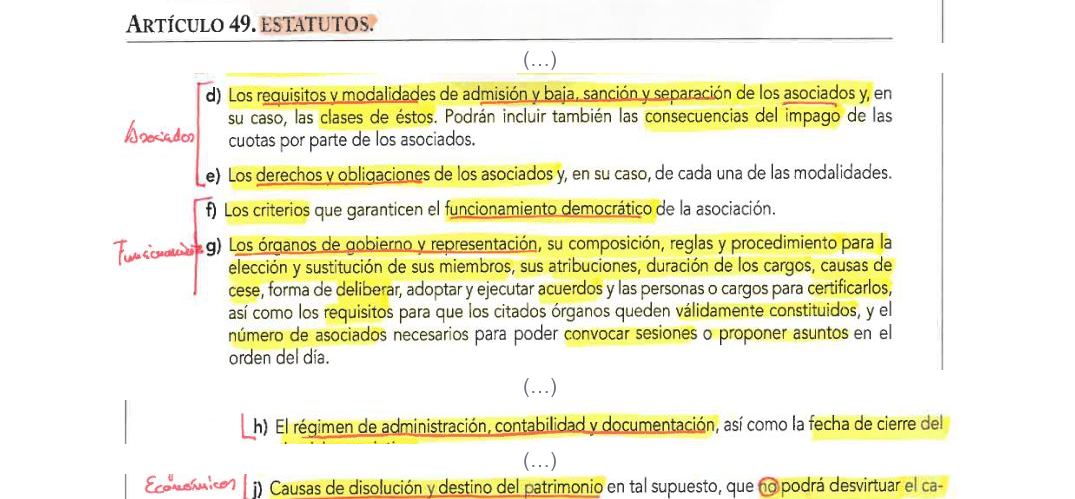 ARTÍCULO 49. ESTATUTOS.
(...)
d) Los requisitos y modalidades de admisión y baja, sanción y separación de los asociados y, en
Asociados
su caso, las clases de éstos. Podrán incluir también las consecuencias del impago de las
cuotas por parte de los asociados.
e) Los derechos y obligaciones de los asociados y, en su caso, de cada una de las modalidades.
f) Los criterios que garanticen el funcionamiento democrático de la asociación.
g) Los órganos de gobierno y representación, su composición, reglas y procedimiento para la
elección y sustitución de sus miembros, sus atribuciones, duración de los cargos, causas de
cese, forma de deliberar, adoptar y ejecutar acuerdos y las personas o cargos para certificarlos,
así como los requisitos para que los citados órganos queden válidamente constituidos, y el
número de asociados necesarios para poder convocar sesiones o proponer asuntos en el
orden del día.
(...)
h) El régimen de administración, contabilidad y documentación, así como la fecha de cierre del
(...)
Económicos
j) Causas de disolución y destino del patrimonio en tal supuesto, que no podrá desvirtuar el ca-